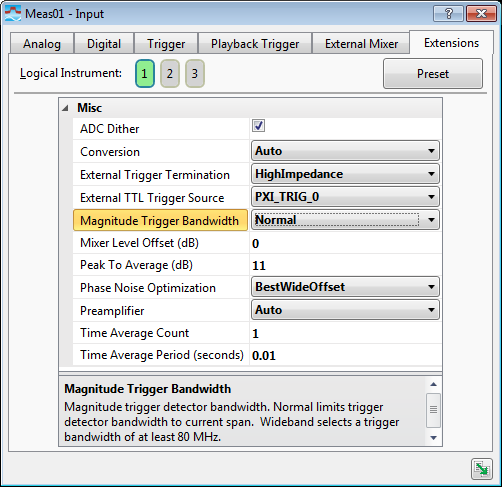 Meas01 - Input
Analog Digital Trigger Playback Trigger External Mixer Extensions
Logical Instrument: 1 2 3 Preset
Misc
ADC Dither
Conversion Auto
External Trigger Termination HighImpedance
External TTL Trigger Source PXI_TRIG_0
Magnitude Trigger Bandwidth Normal
Mixer Level Offset (dB) 0
Peak To Average (dB) 11
Phase Noise Optimization BestWideOffset
Preamplifier Auto
Time Average Count 1
Time Average Period (seconds) 0.01
Magnitude Trigger Bandwidth
Magnitude trigger detector bandwidth. Normal limits trigger
detector bandwidth to current span. Wideband selects a trigger
bandwidth of at least 80 MHz.